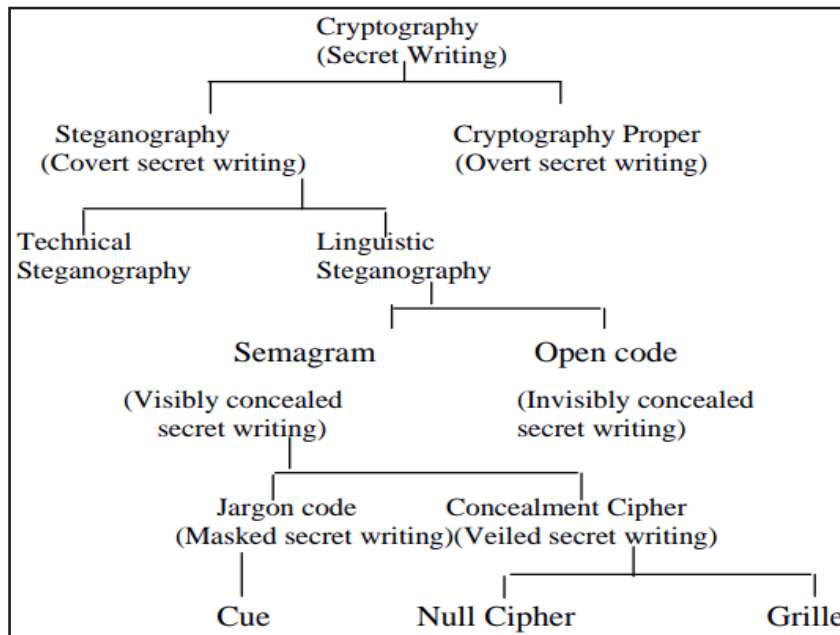 Cryptography
(Secret Writing)
Steganography Cryptography Proper
(Covert secret writing) (Overt secret writing)
Technical Linguistic
Steganography Steganography
Semagram Open code
(Visibly concealed (Invisibly concealed
secret writing) secret writing)
Jargon code Concealment Cipher
(Masked secret writing)(Veiled secret writing)
Cue Null Cipher Grille